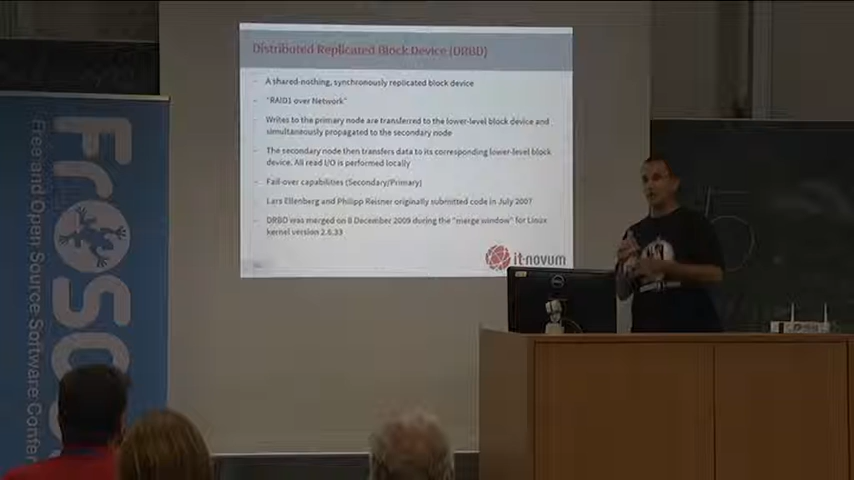 Distributed Replicated Block Device (DRBD)
- A shared-nothing, synchronously replicated block device
- "RAID1 over Network"
- Writes to the primary node are transferred to the lower-level block device and
simultaneously propagated to the secondary node
- The secondary node then transfers data to its corresponding lower-level block
device. All read I/O is performed locally
- Fail-over capabilities (Secondary/Primary)
Lars Ellenberg and Philipp Reisner originally submitted code in July 2007
- DRBD was merged on 8 December 2009 during the "merge window" for Linux
kernel version 2.6.33
it-novum
FrOSC
Free and Open Source Software Confer
DELL